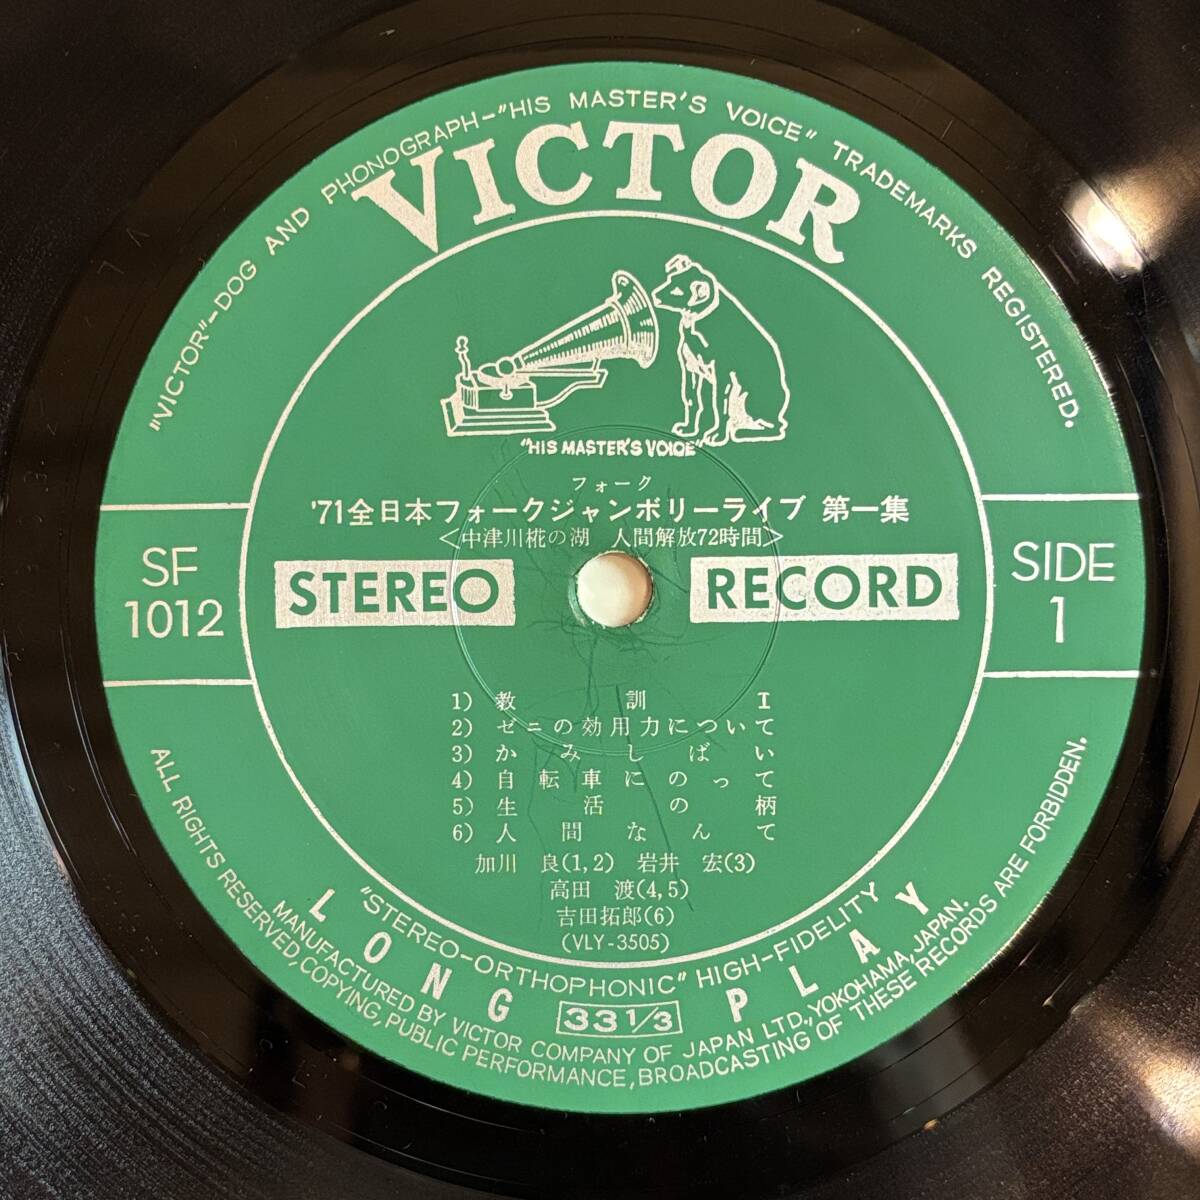 "VICTOR"–DOG AND PHONOGRAPH–"HIS MASTER'S VOICE" TRADEMARKS REGISTERED.
VICTOR
"HIS MASTER'S VOICE"
フォーク
'71全日本フォークジャンボリーライブ 第一集
<中津川椛の湖 人間解放72時間>
SF
1012
STEREO
RECORD
SIDE
1
1) 教訓 I
2) ゼニの効用力について
3) かみしばい
4) 自転車にのって
5) 生活の柄
6) 人間なんて
加川 良(1,2) 岩井 宏(3)
高田 渡(4,5)
吉田拓郎(6)
(VLY-3505)
"STEREO-ORTHOPHONIC" HIGH-FIDELITY
LONG PLAY
33 1/3
MANUFACTURED BY VICTOR COMPANY OF JAPAN LTD., YOKOHAMA, JAPAN.
ALL RIGHTS RESERVED, COPYING, PUBLIC PERFORMANCE, BROADCASTING OF THESE RECORDS ARE FORBIDDEN.